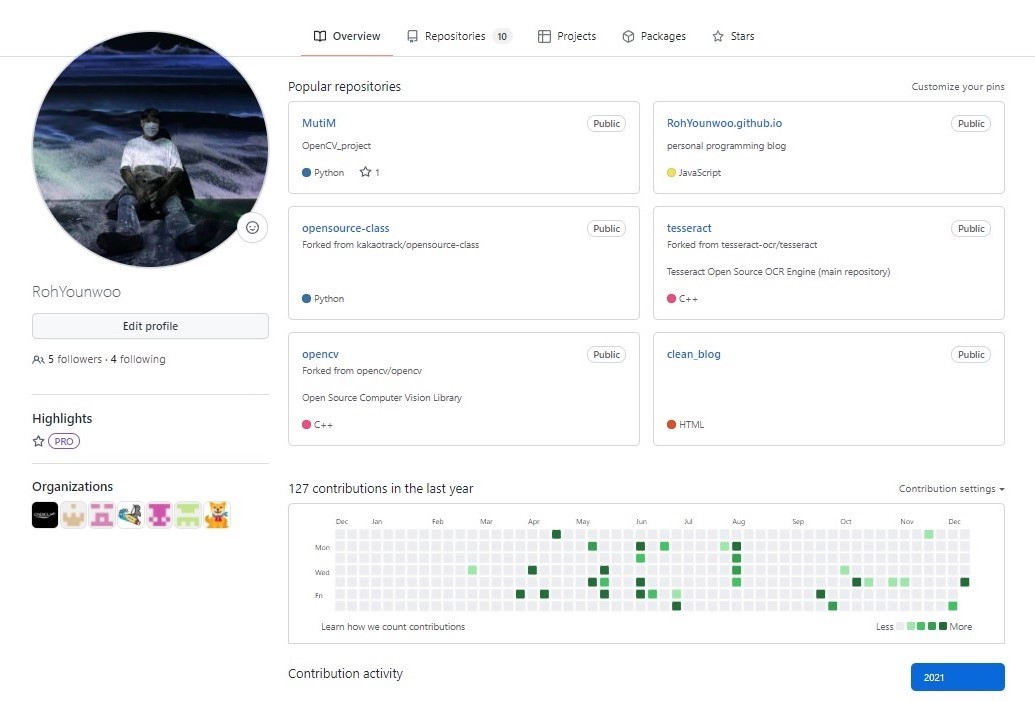 Overview Repositories 10 Projects Packages Stars
RohYounwoo
Edit profile
5 followers · 4 following
Highlights
PRO
Organizations
Popular repositories Customize your pins
MutiM Public
OpenCV_project
Python 1
RohYounwoo.github.io Public
personal programming blog
JavaScript
opensource-class Public
Forked from kakaotrack/opensource-class
Python
tesseract Public
Forked from tesseract-ocr/tesseract
Tesseract Open Source OCR Engine (main repository)
C++
opencv Public
Forked from opencv/opencv
Open Source Computer Vision Library
C++
clean_blog Public
HTML
127 contributions in the last year Contribution settings
Dec Jan Feb Mar Apr May Jun Jul Aug Sep Oct Nov Dec
Mon
Wed
Fri
Learn how we count contributions Less More
Contribution activity 2021